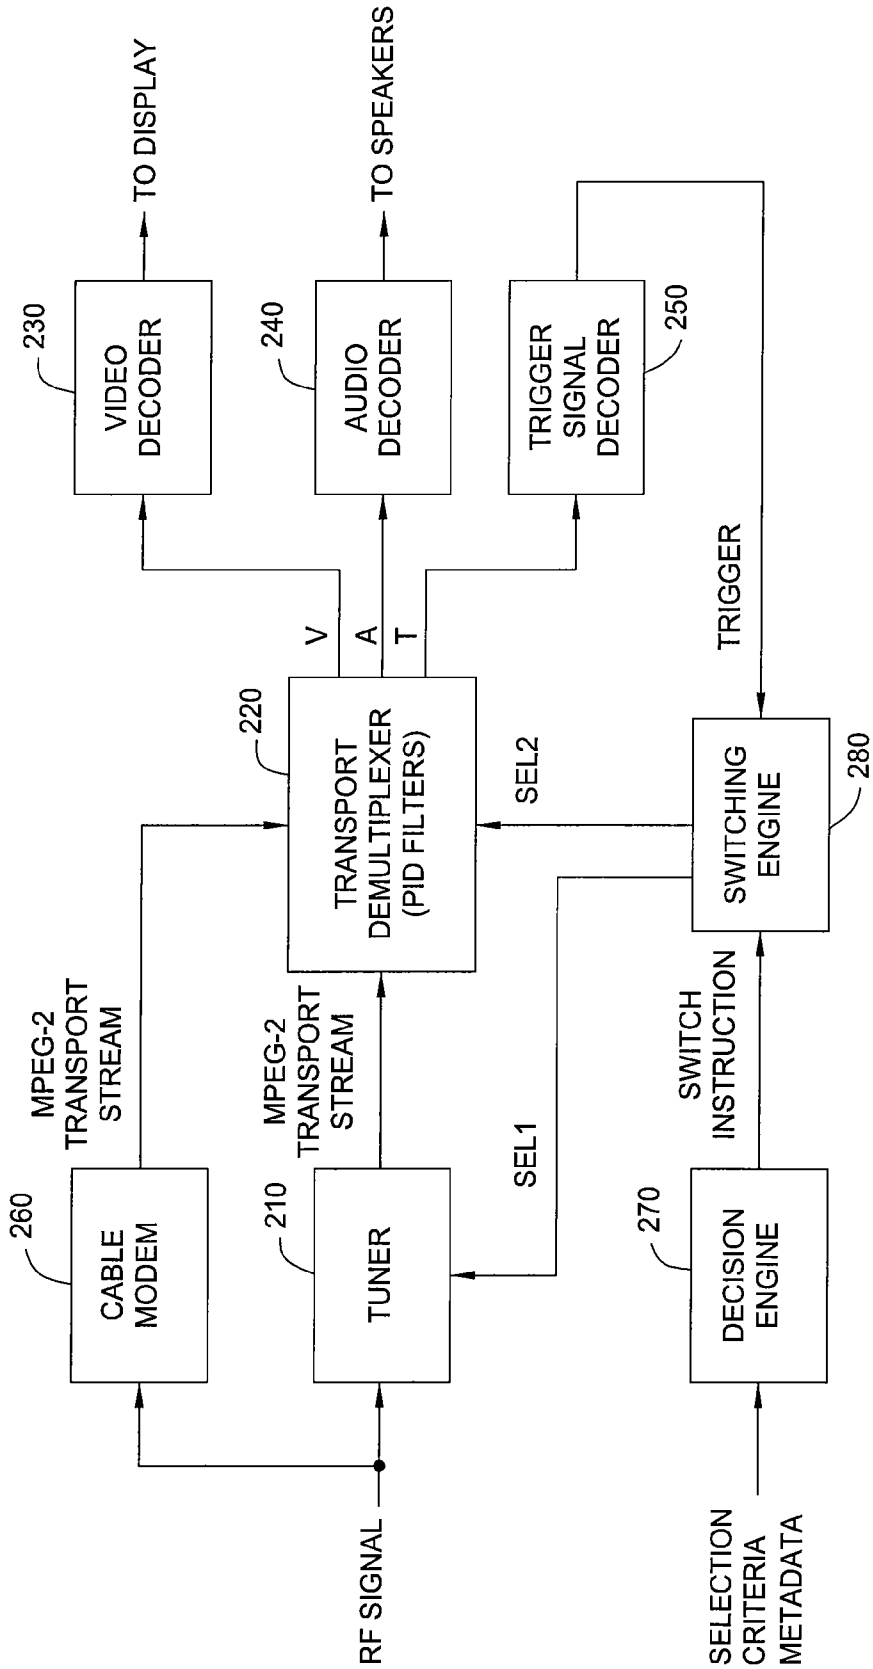 RF SIGNAL
260
CABLE
MODEM
MPEG-2
TRANSPORT
STREAM
210
TUNER
MPEG-2
TRANSPORT
STREAM
220
TRANSPORT
DEMULTIPLEXER
(PID FILTERS)
V
A
T
230
VIDEO
DECODER
TO DISPLAY
240
AUDIO
DECODER
TO SPEAKERS
TRIGGER
SIGNAL
DECODER
250
SEL1
SEL2
TRIGGER
SELECTION
CRITERIA
METADATA
270
DECISION
ENGINE
SWITCH
INSTRUCTION
SWITCHING
ENGINE
280